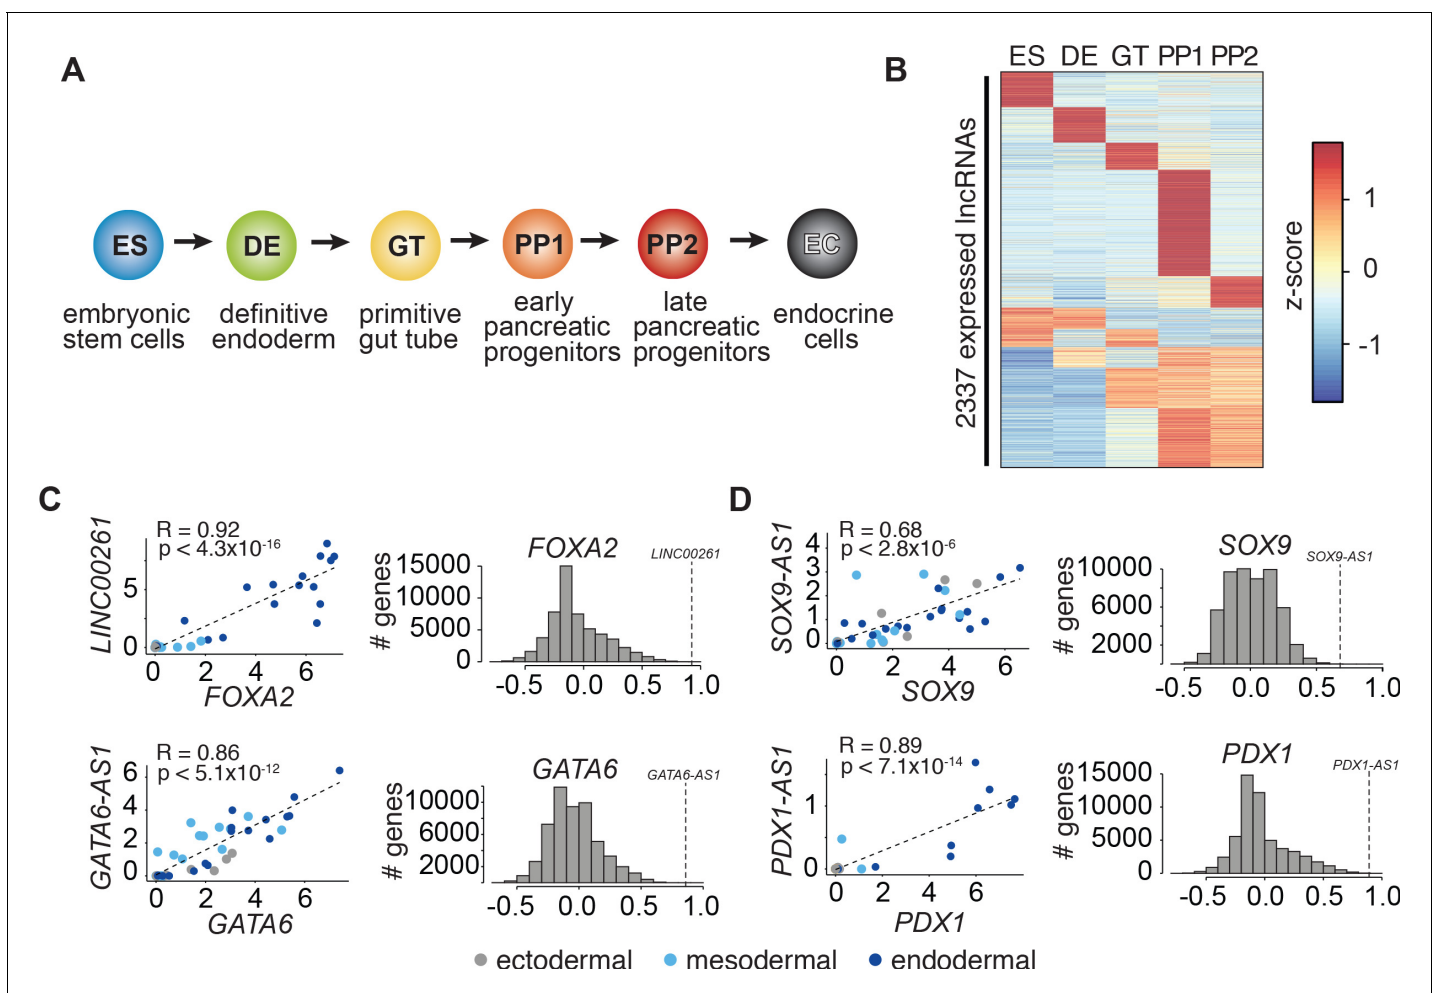 A
ES
DE
GT
PP1
PP2
EC
embryonic
stem cells
definitive
endoderm
primitive
gut tube
early
pancreatic
progenitors
late
pancreatic
progenitors
endocrine
cells
B
ES DE GT PP1 PP2
2337 expressed lncRNAs
1
0
-1
z-score
C
LINC00261
R = 0.92
p < 4.3x10-16
5
0
0 2 4 6
FOXA2
# genes
15000
10000
5000
0
FOXA2
LINC00261
-0.5 0.0 0.5 1.0
GATA6-AS1
R = 0.86
p < 5.1x10-12
6
4
2
0
0 2 4 6
GATA6
# genes
10000
6000
2000
GATA6
GATA6-AS1
-0.5 0.0 0.5 1.0
D
SOX9-AS1
R = 0.68
p < 2.8x10-6
4
3
2
1
0
0 2 4 6
SOX9
# genes
10000
6000
2000
SOX9
SOX9-AS1
-0.5 0.0 0.5 1.0
PDX1-AS1
R = 0.89
p < 7.1x10-14
1
0
0 2 4 6
PDX1
# genes
15000
10000
5000
0
PDX1
PDX1-AS1
-0.5 0.0 0.5 1.0
ectodermal mesodermal endodermal